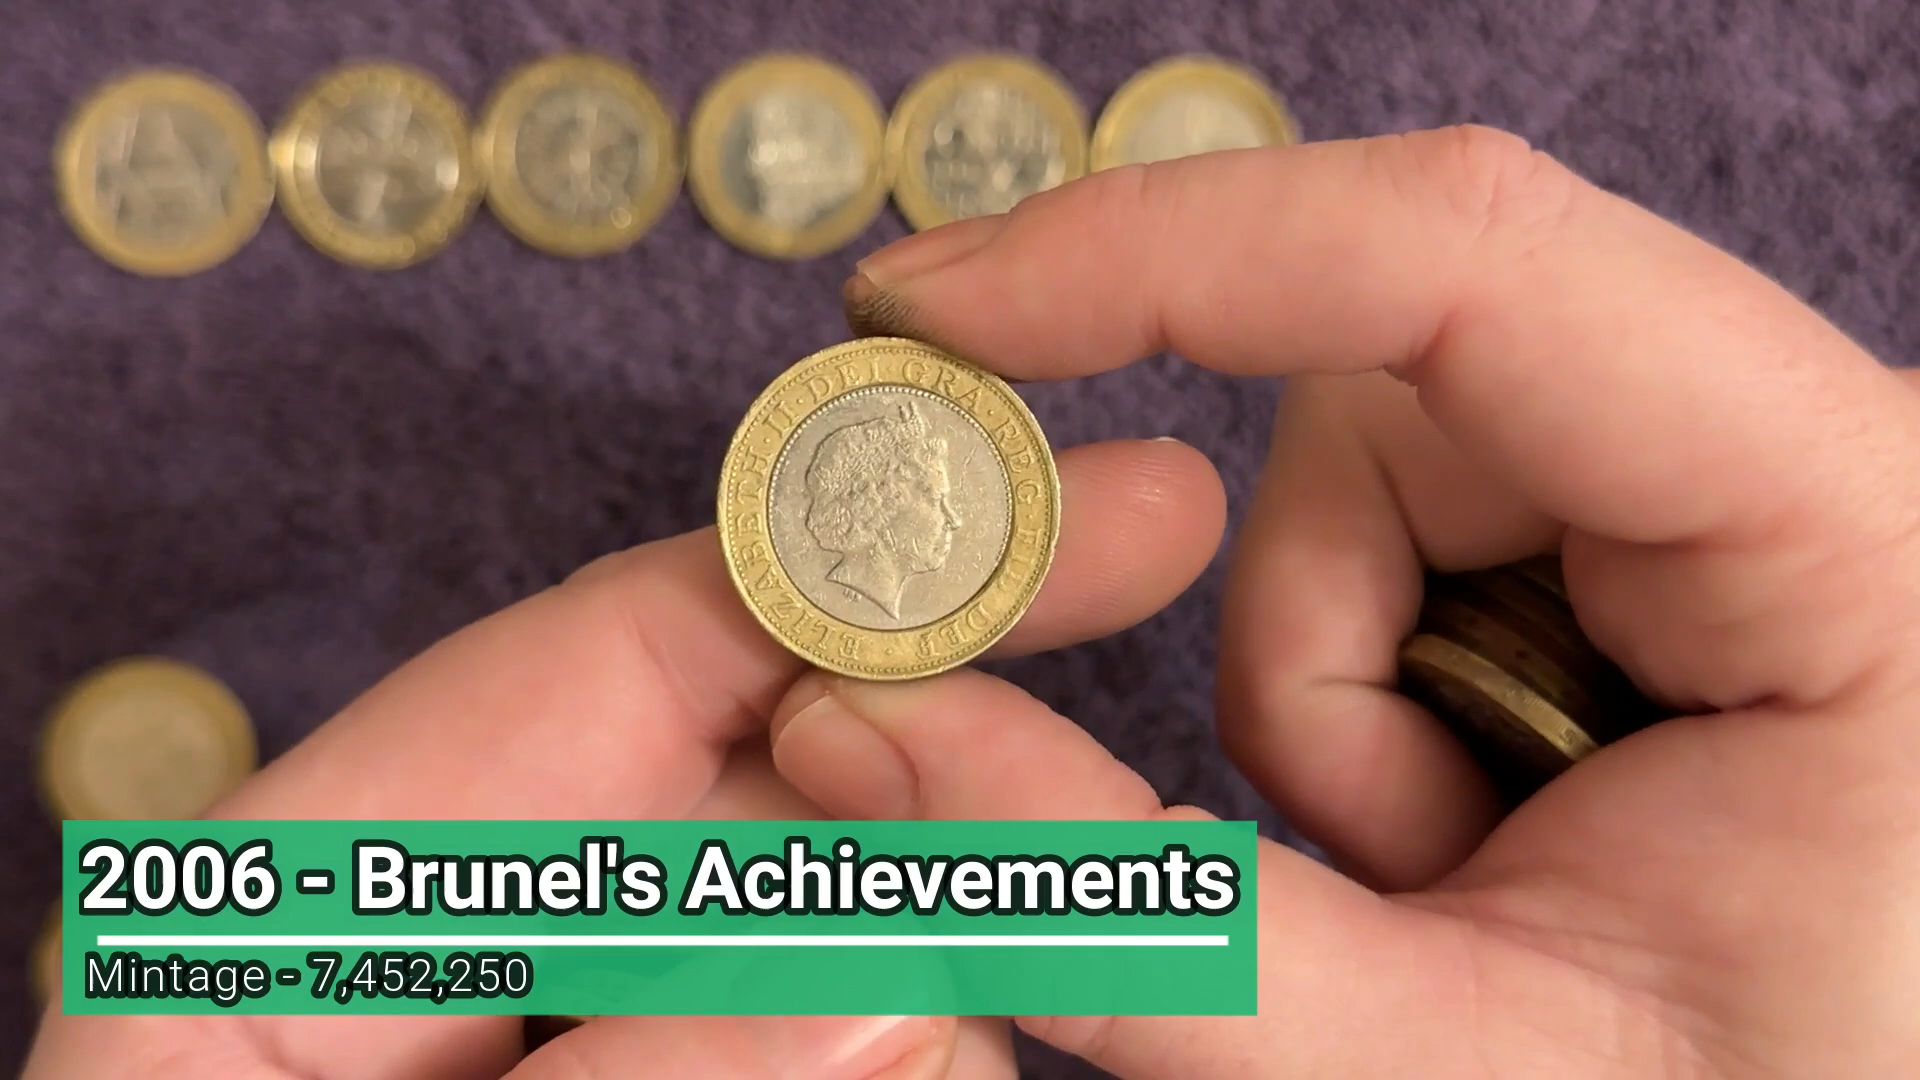 ELIZABETH·II·DEI·GRA·REG·FID·DEF·
2006 - Brunel's Achievements
Mintage - 7,452,250